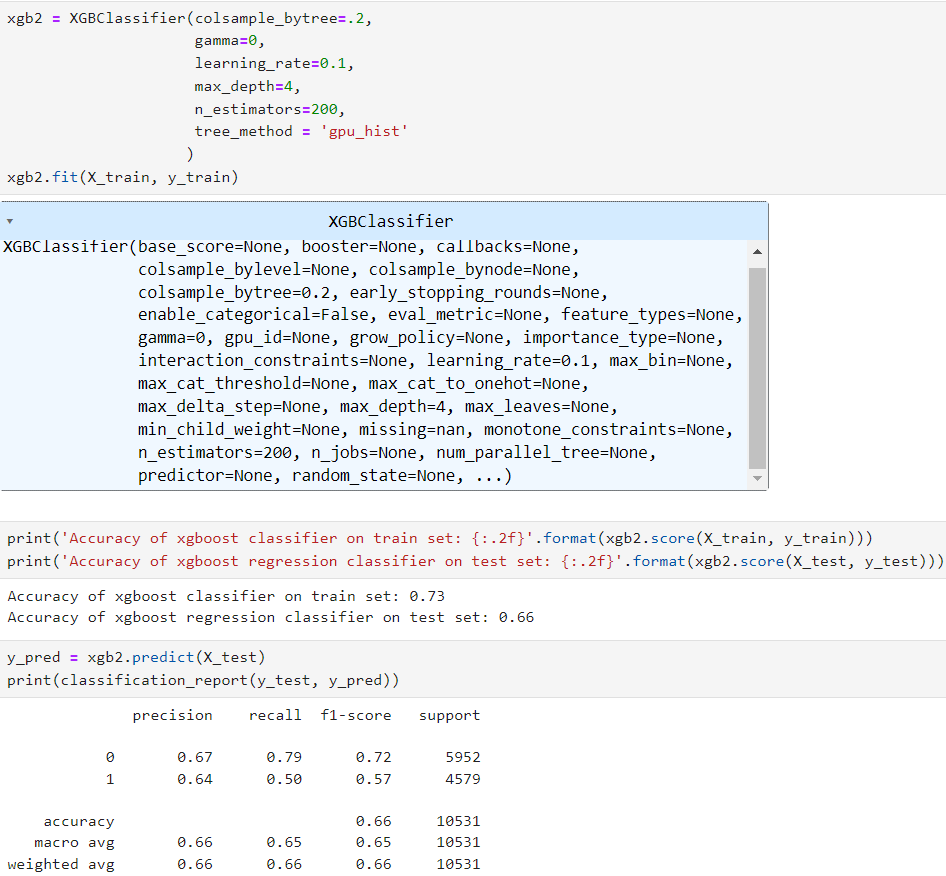 xgb2 = XGBClassifier(colsample_bytree=.2,
gamma=0,
learning_rate=0.1,
max_depth=4,
n_estimators=200,
tree_method = 'gpu_hist'
)
xgb2.fit(X_train, y_train)
XGBClassifier
XGBClassifier(base_score=None, booster=None, callbacks=None,
colsample_bylevel=None, colsample_bynode=None,
colsample_bytree=0.2, early_stopping_rounds=None,
enable_categorical=False, eval_metric=None, feature_types=None,
gamma=0, gpu_id=None, grow_policy=None, importance_type=None,
interaction_constraints=None, learning_rate=0.1, max_bin=None,
max_cat_threshold=None, max_cat_to_onehot=None,
max_delta_step=None, max_depth=4, max_leaves=None,
min_child_weight=None, missing=nan, monotone_constraints=None,
n_estimators=200, n_jobs=None, num_parallel_tree=None,
predictor=None, random_state=None, ...)
print('Accuracy of xgboost classifier on train set: {:.2f}'.format(xgb2.score(X_train, y_train)))
print('Accuracy of xgboost regression classifier on test set: {:.2f}'.format(xgb2.score(X_test, y_test)))
Accuracy of xgboost classifier on train set: 0.73
Accuracy of xgboost regression classifier on test set: 0.66
y_pred = xgb2.predict(X_test)
print(classification_report(y_test, y_pred))
precision recall f1-score support
0 0.67 0.79 0.72 5952
1 0.64 0.50 0.57 4579
accuracy 0.66 10531
macro avg 0.66 0.65 0.65 10531
weighted avg 0.66 0.66 0.66 10531